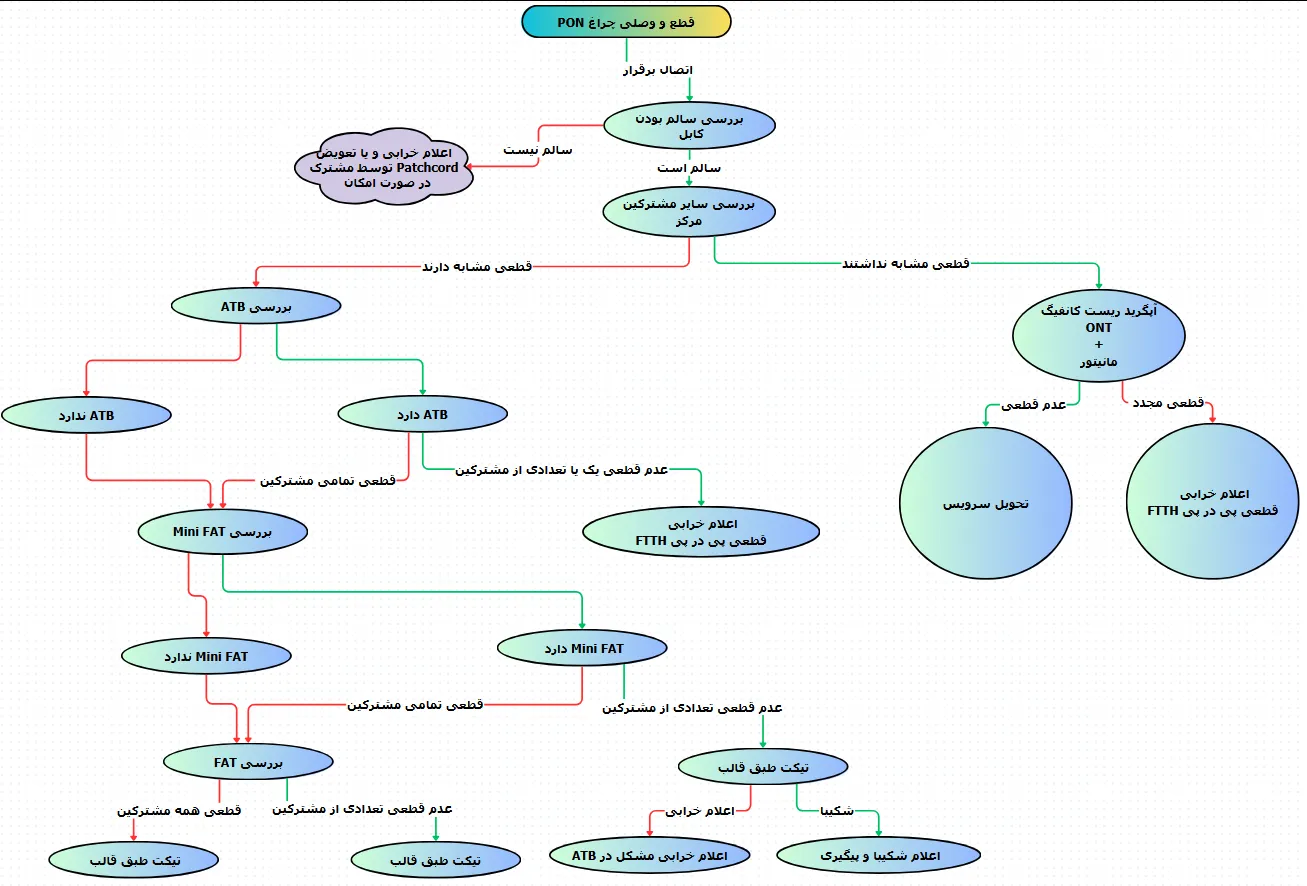 قطع و وصلی چراغ PON
اتصال برقرار
بررسی سالم بودن
کابل
سالم نیست
اعلام خرابی و یا تعویض
Patchcord توسط مشترک
در صورت امکان
سالم است
بررسی سایر مشترکین
مرکز
قطعی مشابه نداشتند
قطعی مشابه دارند
بررسی ATB
آپگرید ریست کانفیگ
ONT
+
مانیتور
قطعی مجدد
عدم قطعی
ATB دارد
ATB ندارد
عدم قطعی یک یا تعدادی از مشترکین
قطعی تمامی مشترکین
اعلام خرابی
قطعی پی در پی FTTH
تحویل سرویس
اعلام خرابی
قطعی پی در پی FTTH
بررسی Mini FAT
Mini FAT دارد
Mini FAT ندارد
عدم قطعی تعدادی از مشترکین
قطعی تمامی مشترکین
بررسی FAT
تیکت طبق قالب
شکیبا
اعلام خرابی
عدم قطعی تعدادی از مشترکین
قطعی همه مشترکین
اعلام شکیبا و پیگیری
اعلام خرابی مشکل در ATB
تیکت طبق قالب
تیکت طبق قالب